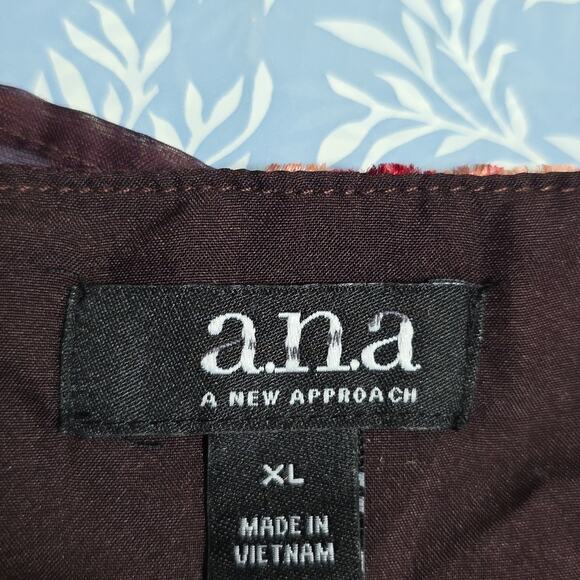 a.n.a
A NEW APPROACH
XL
MADE IN
VIETNAM